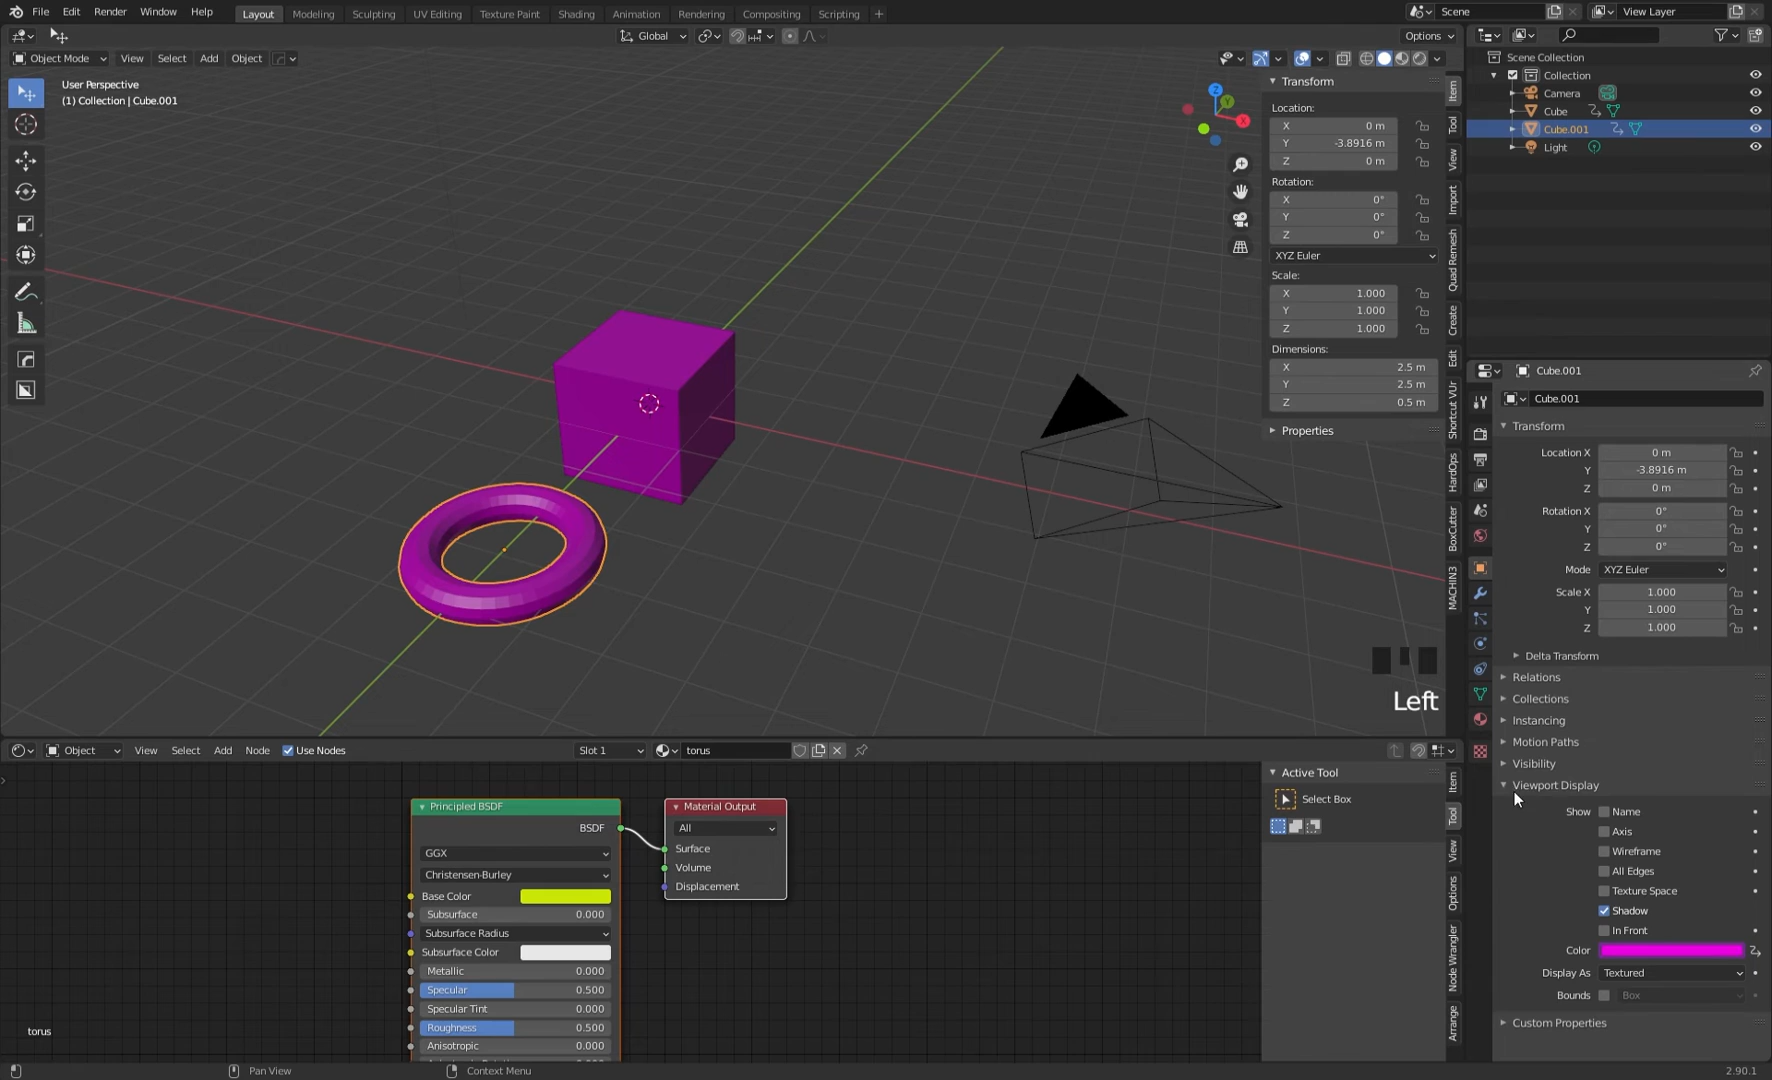 File Edit Render Window Help Layout Modeling Sculpting UV Editing Texture Paint Shading Animation Rendering Compositing Scripting + Scene View Layer
Global Options
Object Mode View Select Add Object
User Perspective
(1) Collection | Cube.001
Z
Y
X
Transform
Location:
X 0 m
Y -3.8916 m
Z 0 m
Rotation:
X 0°
Y 0°
Z 0°
XYZ Euler
Scale:
X 1.000
Y 1.000
Z 1.000
Dimensions:
X 2.5 m
Y 2.5 m
Z 0.5 m
Properties
Item
Tool
View
Import
Quad Remesh
Create
Edit
Shortcut VUr
HardOps
BoxCutter
MACHIN3
Left
Scene Collection
Collection
Camera
Cube
Cube.001
Light
Cube.001
Cube.001
Transform
Location X 0 m
Y -3.8916 m
Z 0 m
Rotation X 0°
Y 0°
Z 0°
Mode XYZ Euler
Scale X 1.000
Y 1.000
Z 1.000
Delta Transform
Relations
Collections
Instancing
Motion Paths
Visibility
Viewport Display
Show Name
Axis
Wireframe
All Edges
Texture Space
Shadow
In Front
Color
Display As Textured
Bounds Box
Custom Properties
Object View Select Add Node Use Nodes Slot 1 torus
Principled BSDF
BSDF
GGX
Christensen-Burley
Base Color
Subsurface 0.000
Subsurface Radius
Subsurface Color
Metallic 0.000
Specular 0.500
Specular Tint 0.000
Roughness 0.500
Anisotropic 0.000
Material Output
All
Surface
Volume
Displacement
Active Tool
Select Box
Item
Tool
View
Options
Node Wrangler
Arrange
torus
Pan View Context Menu 2.90.1